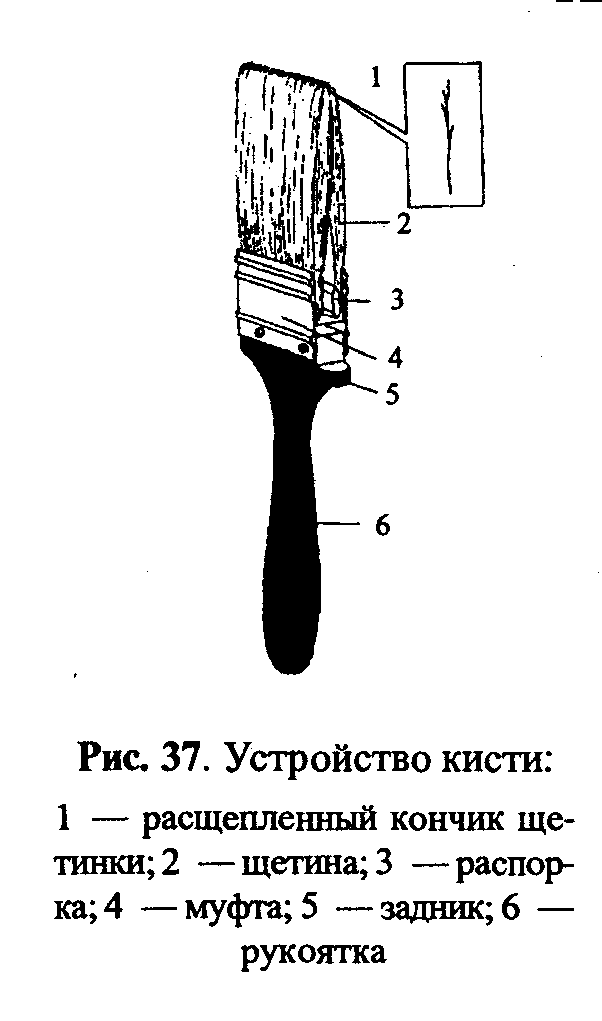 1
2
3
4
5
6
Рис. 37. Устройство кисти:
1 — расщепленный кончик ще-
тинки; 2 — щетина; 3 — распор-
ка; 4 — муфта; 5 — задник; 6 —
рукоятка